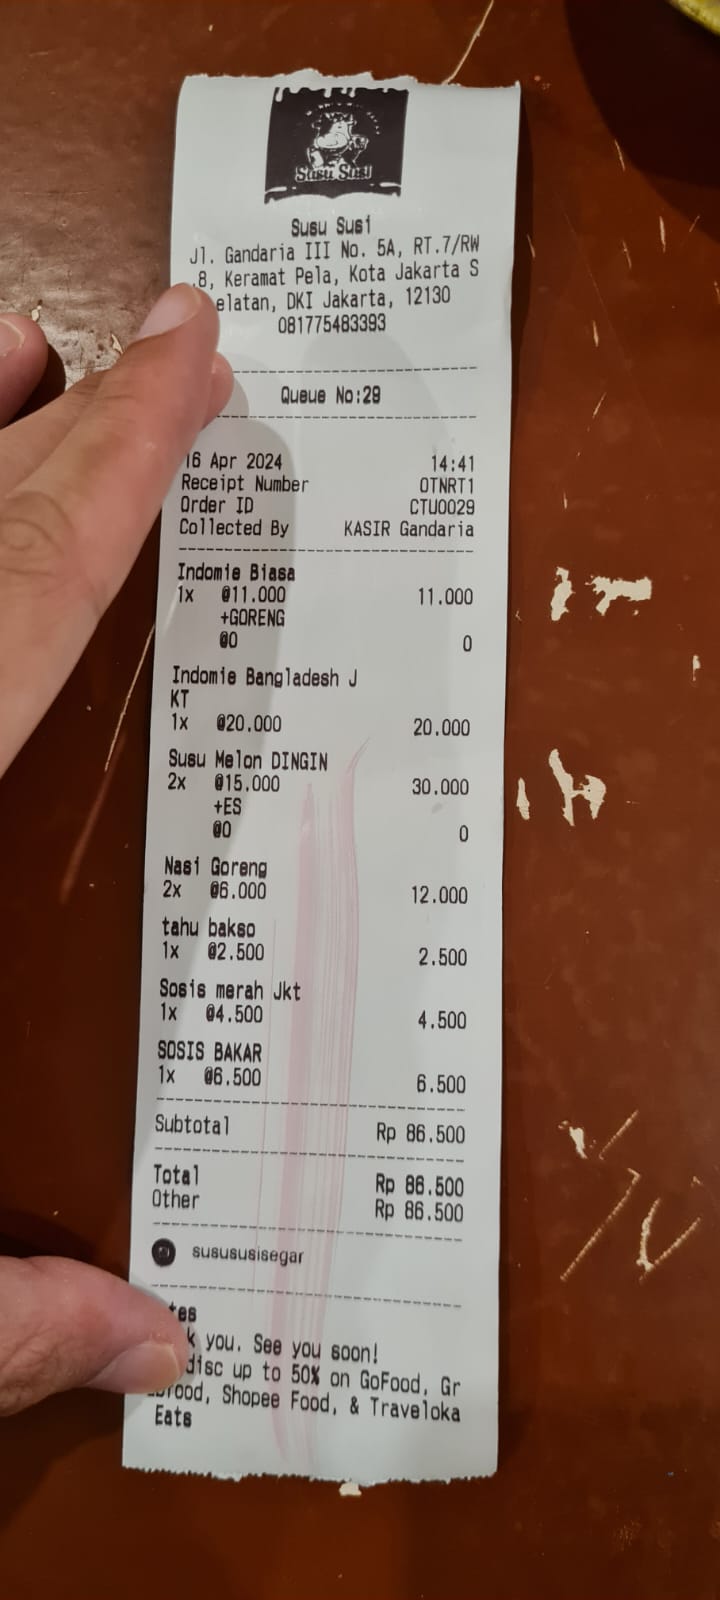 Susu Susi
Susu Susi
Jl. Gandaria III No. 5A, RT.7/RW
.8, Keramat Pela, Kota Jakarta S
elatan, DKI Jakarta, 12130
081775483393
Queue No:29
16 Apr 2024 14:41
Receipt Number OTNRT1
Order ID CTU0029
Collected By KASIR Gandaria
Indomie Biasa
1x @11.000 11.000
+GORENG
@0 0
Indomie Bangladesh J
KT
1x @20.000 20.000
Susu Melon DINGIN
2x @15.000 30.000
+ES
@0 0
Nasi Goreng
2x @6.000 12.000
tahu bakso
1x @2.500 2.500
Sosis merah Jkt
1x @4.500 4.500
SOSIS BAKAR
1x @6.500 6.500
Subtotal Rp 86.500
Total Rp 86.500
Other Rp 86.500
susususisegar
tes
k you. See you soon!
disc up to 50% on GoFood, Gr
abfood, Shopee Food, & Traveloka
Eats